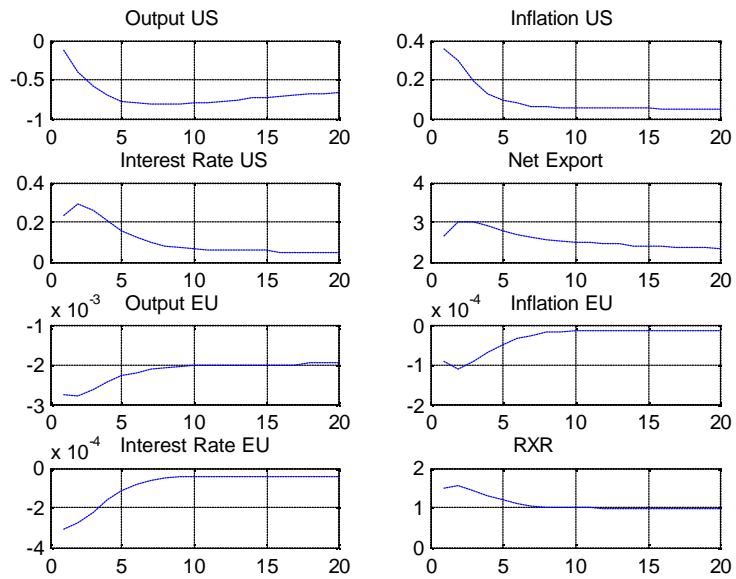 Output US
0
-0.5
-1
0 5 10 15 20
Inflation US
0.4
0.2
0
0 5 10 15 20
Interest Rate US
0.4
0.2
0
0 5 10 15 20
Net Export
4
3
2
0 5 10 15 20
x 10-3
Output EU
-1
-2
-3
0 5 10 15 20
x 10-4
Inflation EU
0
-1
-2
0 5 10 15 20
x 10-4
Interest Rate EU
0
-2
-4
0 5 10 15 20
RXR
2
1
0
0 5 10 15 20